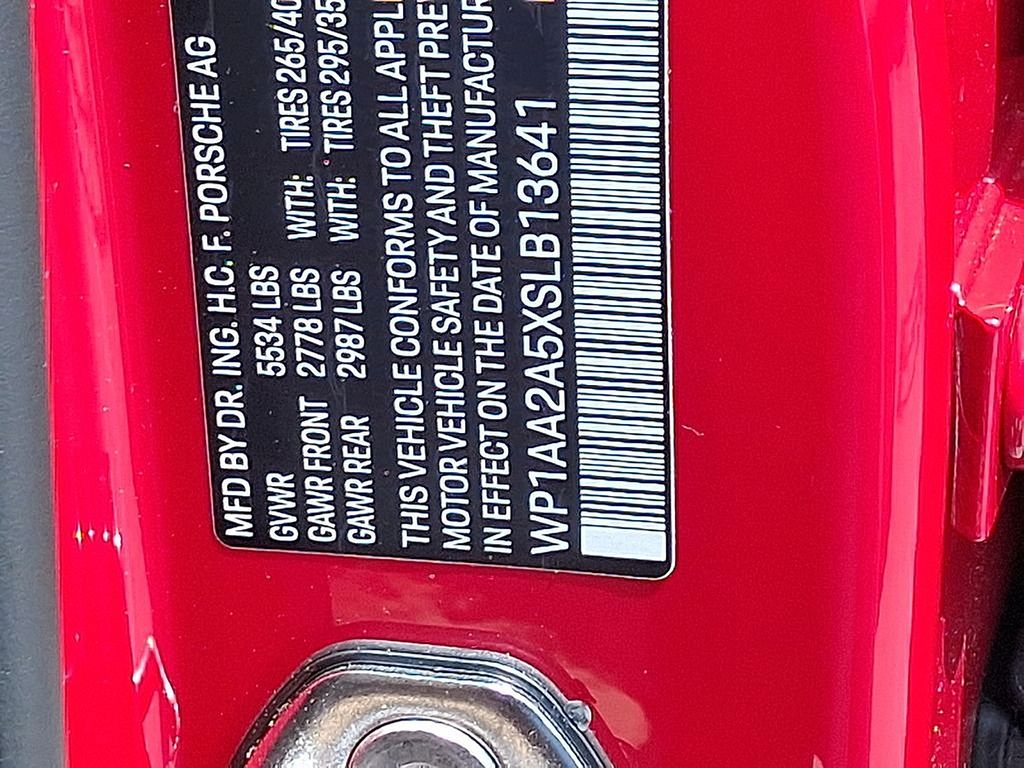 MFD BY DR. ING. H.C. F. PORSCHE AG
GVWR 5534 LBS
GAWR FRONT 2778 LBS WITH: TIRES 265/40
GAWR REAR 2987 LBS WITH: TIRES 295/35
THIS VEHICLE CONFORMS TO ALL APPLI
MOTOR VEHICLE SAFETY AND THEFT PREV
IN EFFECT ON THE DATE OF MANUFACTUR
WP1AA2A5XSLB13641